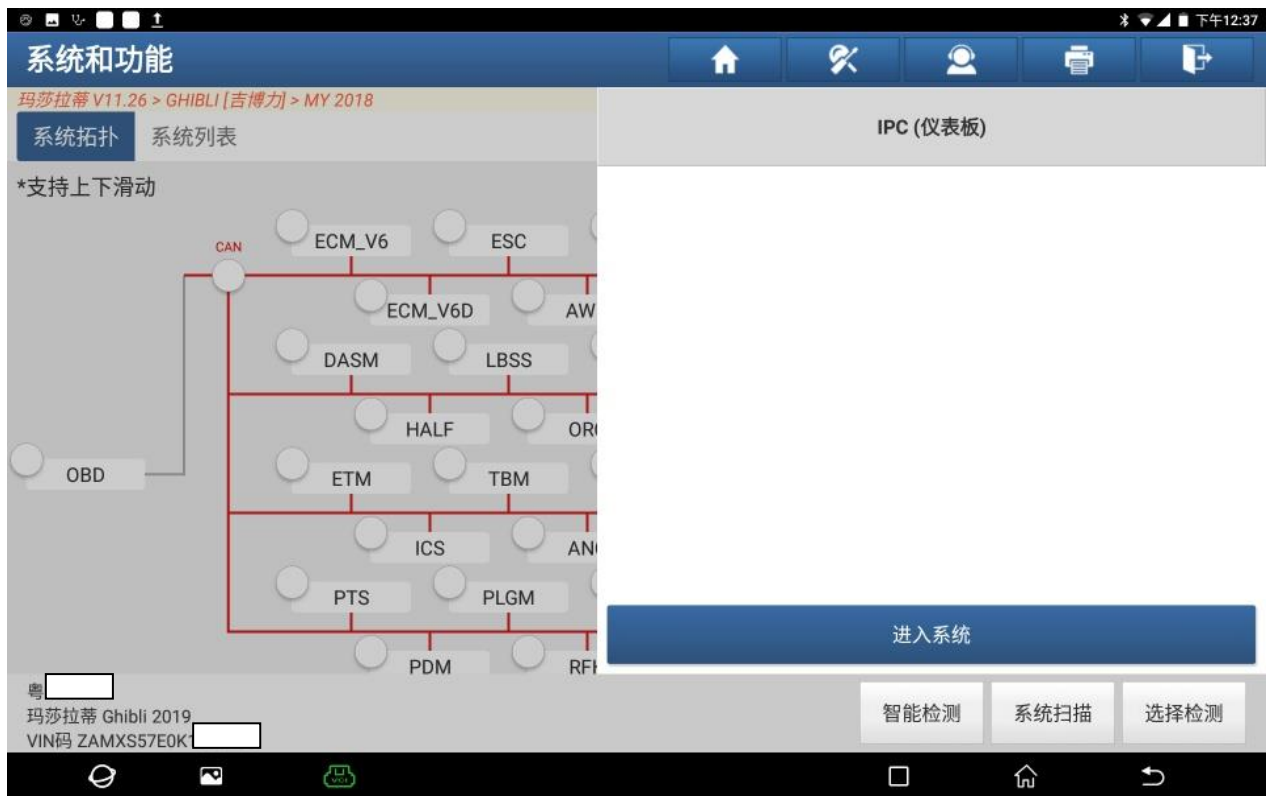 下午12:37
系统和功能
玛莎拉蒂 V11.26 > GHIBLI [吉博力] > MY 2018
系统拓扑 系统列表
IPC (仪表板)
*支持上下滑动
CAN
ECM_V6 ESC
ECM_V6D AW
DASM LBSS
HALF
OBD
ETM TBM
ICS
PTS PLGM
PDM
进入系统
粤
玛莎拉蒂 Ghibli 2019
VIN码 ZAMXS57E0K
智能检测 系统扫描 选择检测
VCI